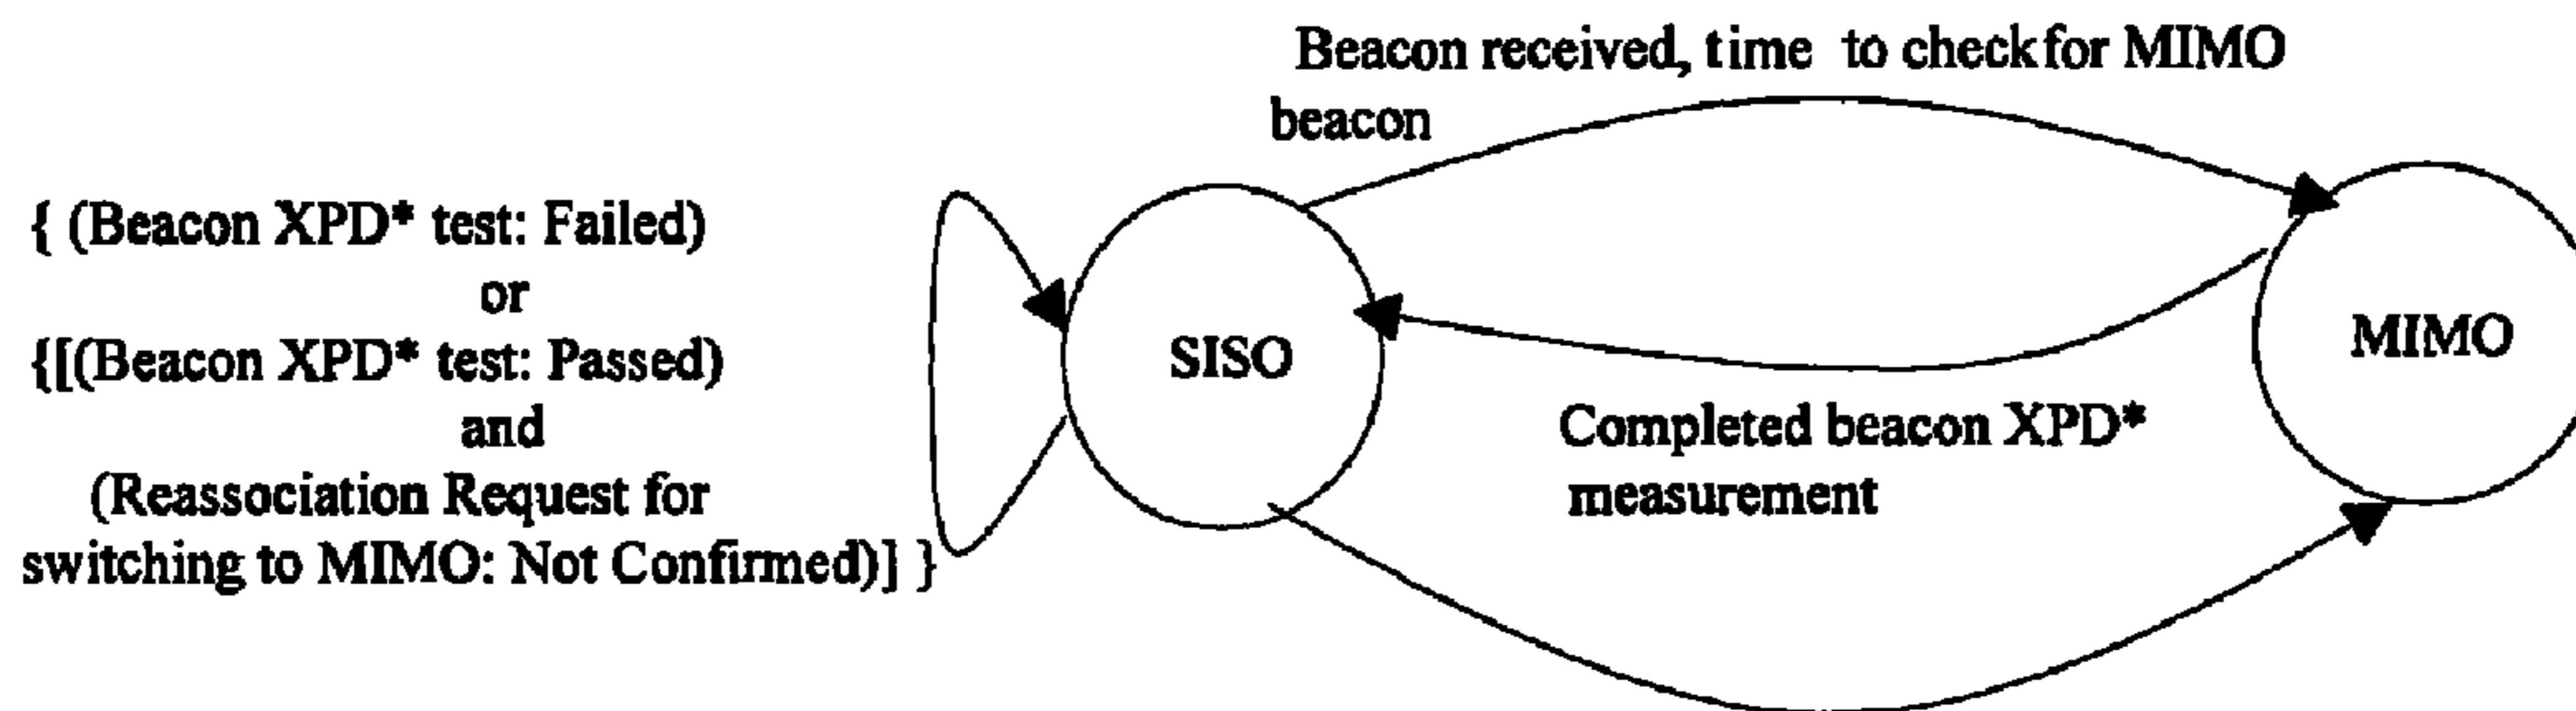 Beacon received, time to check for MIMO
beacon
{ (Beacon XPD* test: Failed)
or
{[(Beacon XPD* test: Passed)
and
(Reassociation Request for
switching to MIMO: Not Confirmed)] }
SISO
MIMO
Completed beacon XPD*
measurement